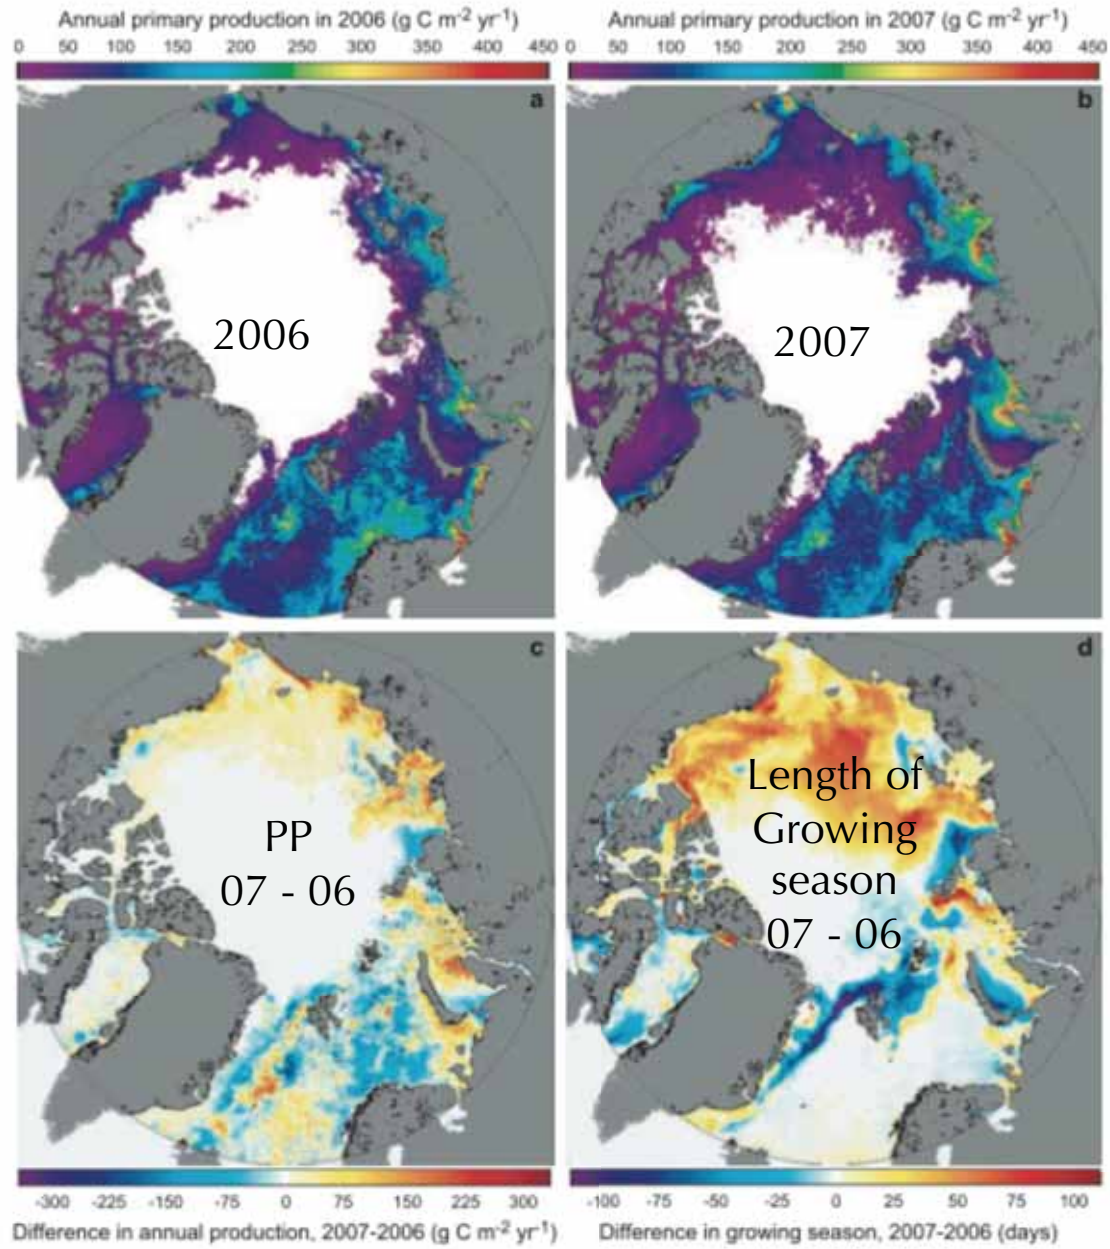 Annual primary production in 2006 (g C m⁻² yr⁻¹)
0 50 100 150 200 250 300 350 400 450
a
2006
Annual primary production in 2007 (g C m⁻² yr⁻¹)
0 50 100 150 200 250 300 350 400 450
b
2007
c
PP
07 - 06
-300 -225 -150 -75 0 75 150 225 300
Difference in annual production, 2007-2006 (g C m⁻² yr⁻¹)
d
Length of
Growing
season
07 - 06
-100 -75 -50 -25 0 25 50 75 100
Difference in growing season, 2007-2006 (days)